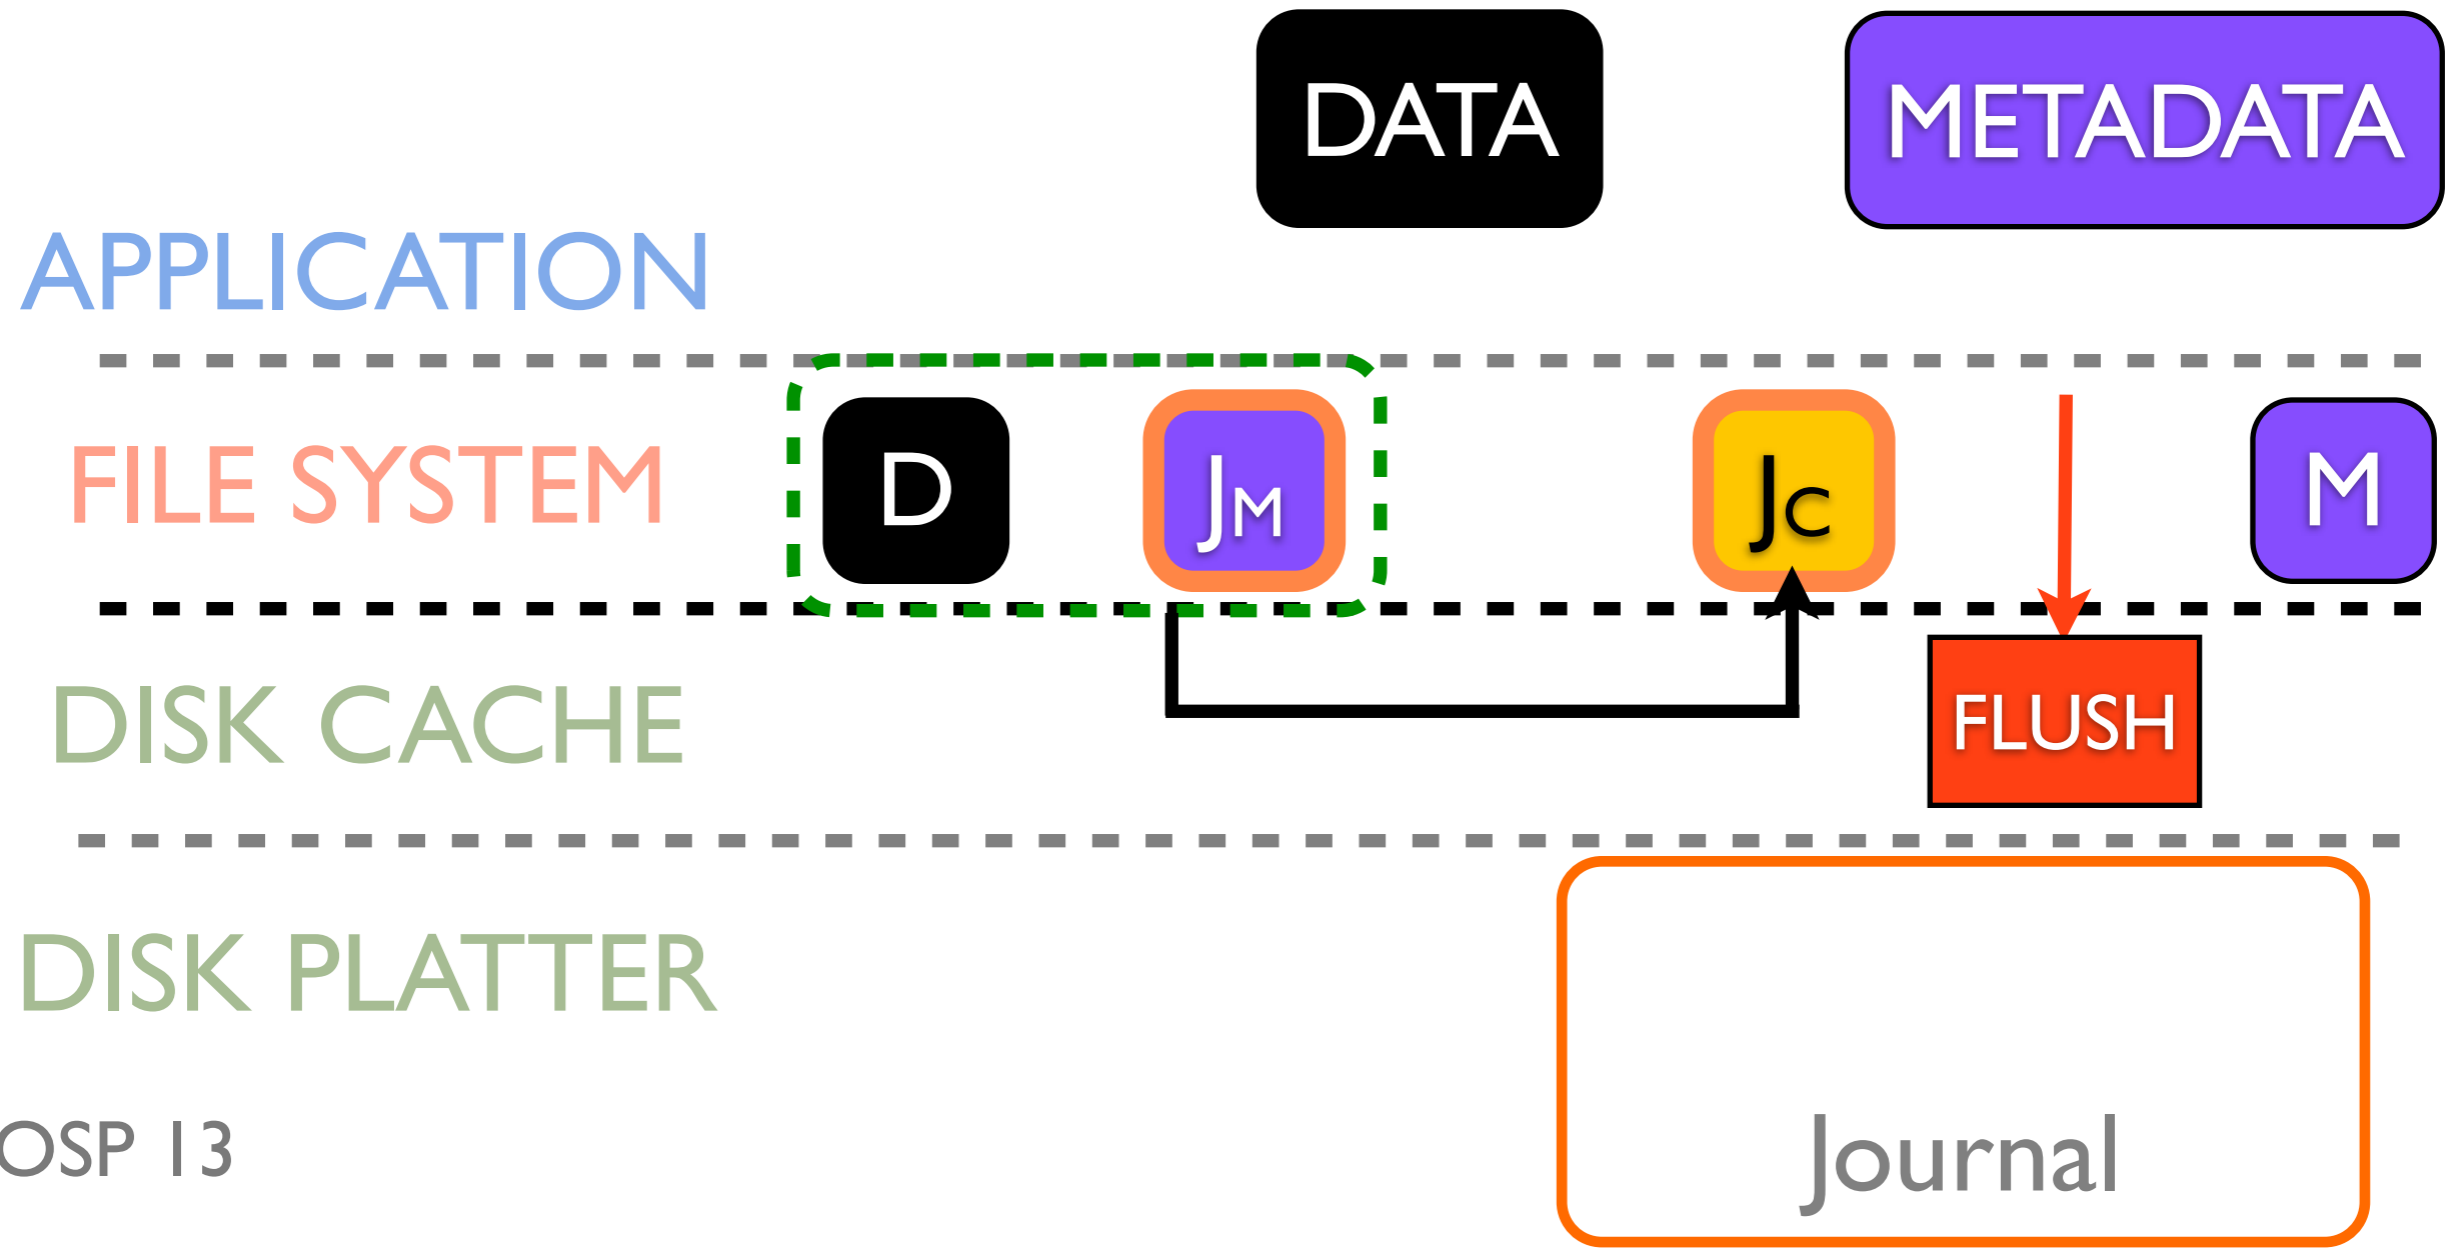 DATA
METADATA
APPLICATION
FILE SYSTEM
D
JM
JC
M
DISK CACHE
FLUSH
DISK PLATTER
OSP 13
Journal